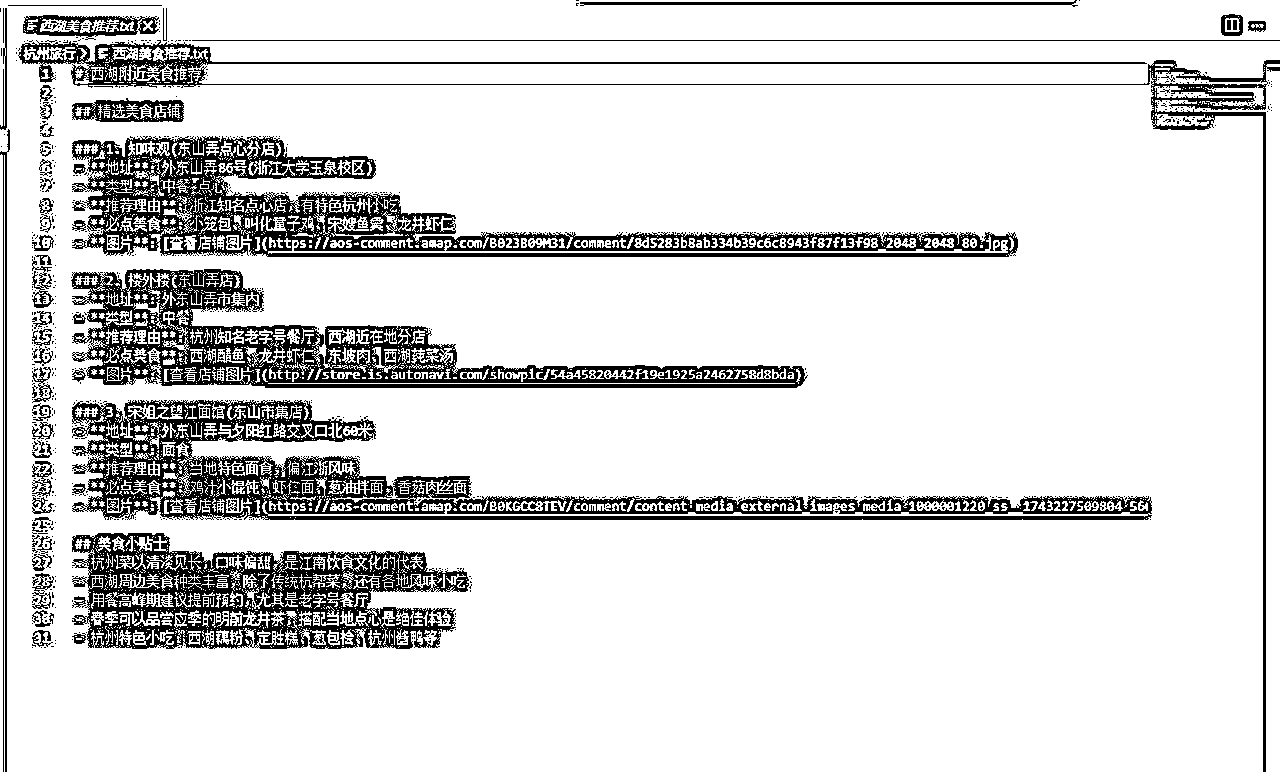 西湖美食推荐.txt ×
杭州旅行 > 西湖美食推荐.txt
1 # 西湖附近美食推荐
2
3 ## 精选美食店铺
4
5 ### 1. 知味观(东山弄点心分店)
6 - **地址**: 外东山弄86号(浙江大学玉泉校区)
7 - **类型**: 中餐/点心
8 - **推荐理由**: 浙江知名点心店，有特色杭州小吃
9 - **必点美食**: 小笼包、叫化童子鸡、宋嫂鱼羹、龙井虾仁
10 - **图片**: [查看店铺图片](https://aos-comment.amap.com/B023B09M31/comment/8d5283b8ab334b39c6c8943f87f13f98_2048_2048_80.jpg)
11
12 ### 2. 楼外楼(东山弄店)
13 - **地址**: 外东山弄市集内
14 - **类型**: 中餐
15 - **推荐理由**: 杭州知名老字号餐厅，西湖近在地分店
16 - **必点美食**: 西湖醋鱼、龙井虾仁、东坡肉、西湖莼菜汤
17 - **图片**: [查看店铺图片](http://store.is.autonavi.com/showpic/54a45820442f19e1925a2462758d8bda)
18
19 ### 3. 宋姐之望江面馆(东山市集店)
20 - **地址**: 外东山弄与夕阳红路交叉口北60米
21 - **类型**: 面食
22 - **推荐理由**: 当地特色面食，偏江浙风味
23 - **必点美食**: 鸡汁小馄饨、虾仁面、葱油拌面、香菇肉丝面
24 - **图片**: [查看店铺图片](https://aos-comment.amap.com/B0KGCC8TEV/comment/content_media_external_images_media_1000001220_ss__1743227509804_564
25
26 ## 美食小贴士
27 - 杭州菜以清淡见长，口味偏甜，是江南饮食文化的代表
28 - 西湖周边美食种类丰富，除了传统杭帮菜，还有各地风味小吃
29 - 用餐高峰期建议提前预约，尤其是老字号餐厅
30 - 春季可以品尝应季的明前龙井茶，搭配当地点心是绝佳体验
31 - 杭州特色小吃：西湖藕粉、定胜糕、葱包桧、杭州酱鸭等